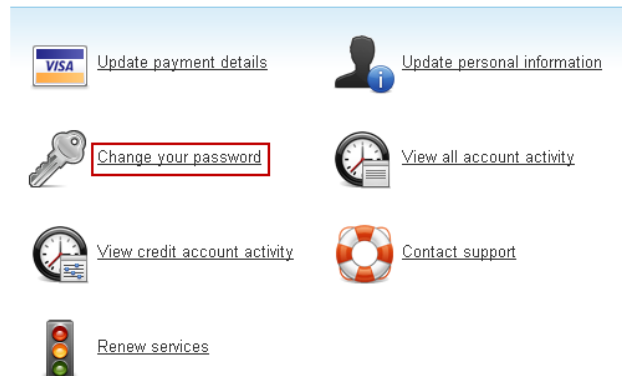 VISA Update payment details
Update personal information
Change your password
View all account activity
View credit account activity
Contact support
Renew services